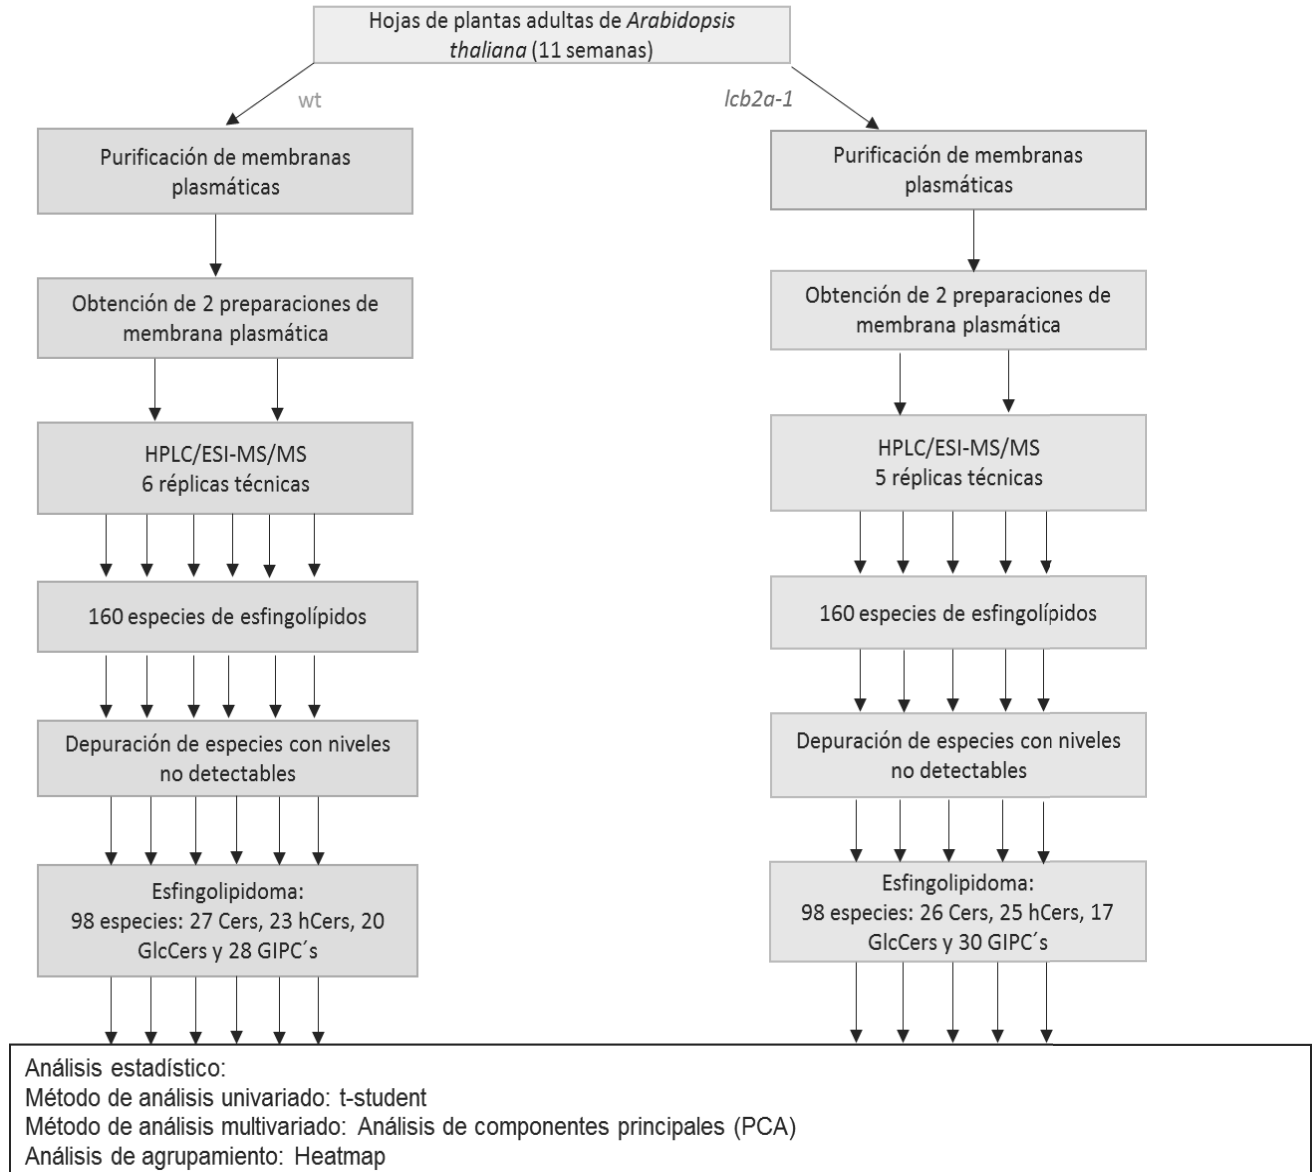 Hojas de plantas adultas de Arabidopsis
thaliana (11 semanas)
wt
lcb2a-1
Purificación de membranas
plasmáticas
Purificación de membranas
plasmáticas
Obtención de 2 preparaciones de
membrana plasmática
Obtención de 2 preparaciones de
membrana plasmática
HPLC/ESI-MS/MS
6 réplicas técnicas
HPLC/ESI-MS/MS
5 réplicas técnicas
160 especies de esfingolípidos
160 especies de esfingolípidos
Depuración de especies con niveles
no detectables
Depuración de especies con niveles
no detectables
Esfingolipidoma:
98 especies: 27 Cers, 23 hCers, 20
GlcCers y 28 GIPC´s
Esfingolipidoma:
98 especies: 26 Cers, 25 hCers, 17
GlcCers y 30 GIPC´s
Análisis estadístico:
Método de análisis univariado: t-student
Método de análisis multivariado: Análisis de componentes principales (PCA)
Análisis de agrupamiento: Heatmap